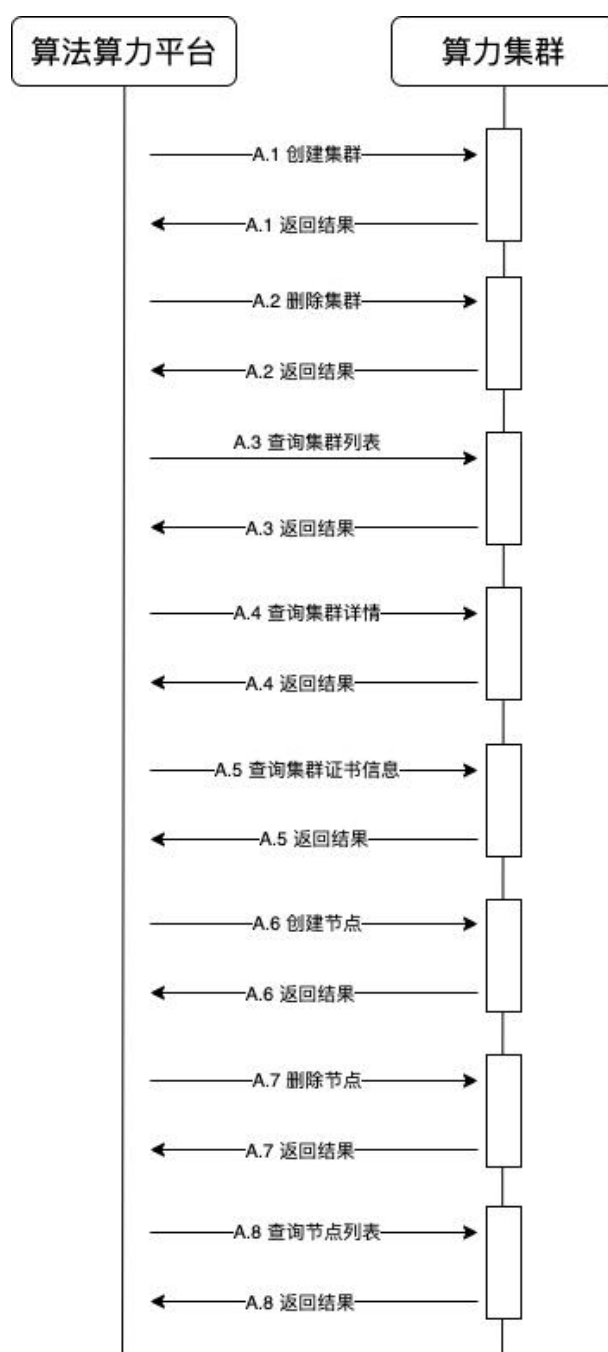 算法算力平台
算力集群
A.1 创建集群
A.1 返回结果
A.2 删除集群
A.2 返回结果
A.3 查询集群列表
A.3 返回结果
A.4 查询集群详情
A.4 返回结果
A.5 查询集群证书信息
A.5 返回结果
A.6 创建节点
A.6 返回结果
A.7 删除节点
A.7 返回结果
A.8 查询节点列表
A.8 返回结果